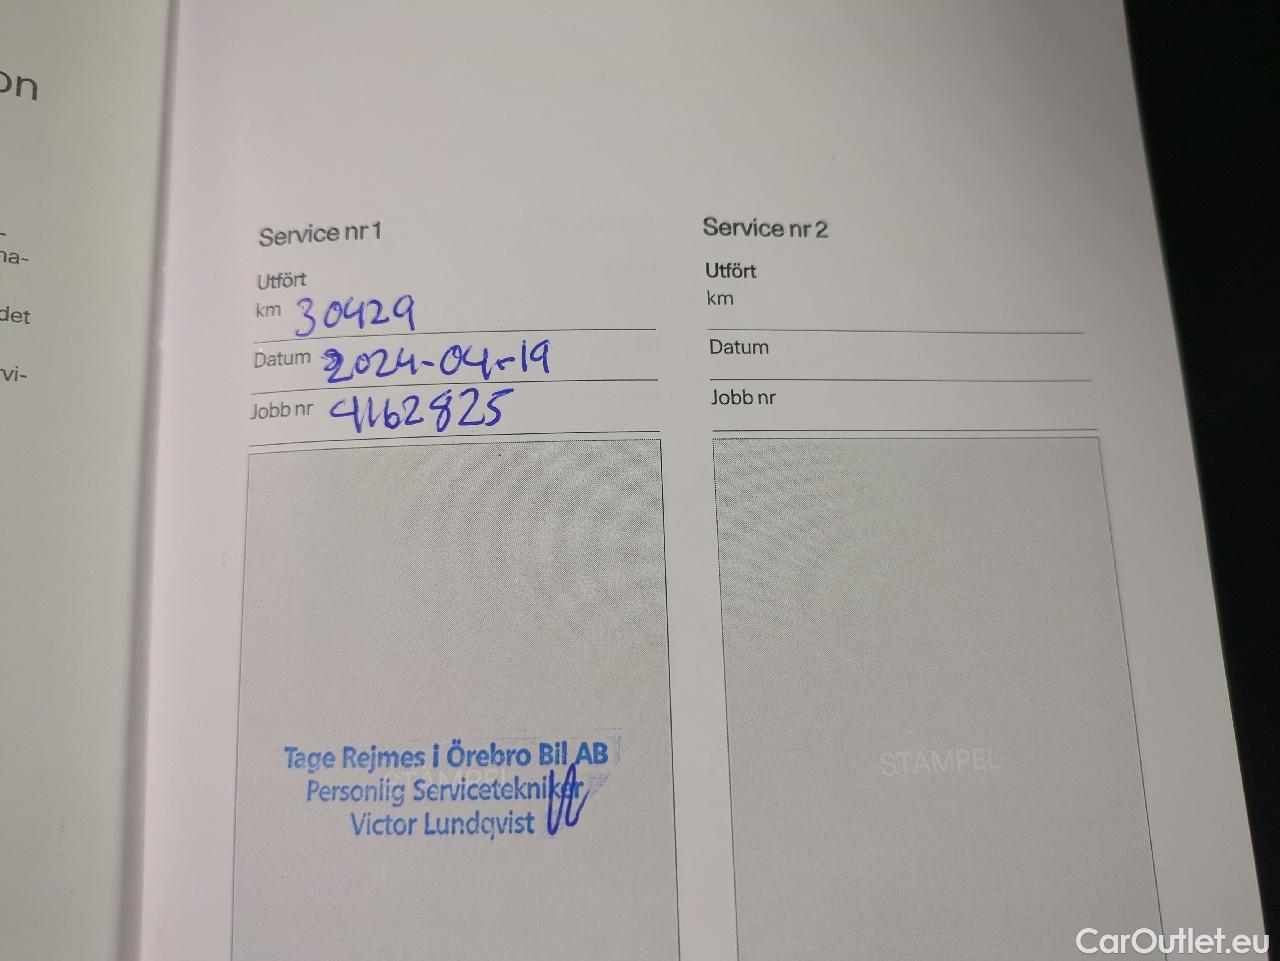 on
-
na-
det
vi-
Service nr 1
Utfört
km 30429
Datum 2024-04-19
Jobb nr 4162825
Tage Rejmes i Örebro Bil AB
Personlig Servicetekniker
Victor Lundqvist
Service nr 2
Utfört
km
Datum
Jobb nr
STÄMPEL
CarOutlet.eu